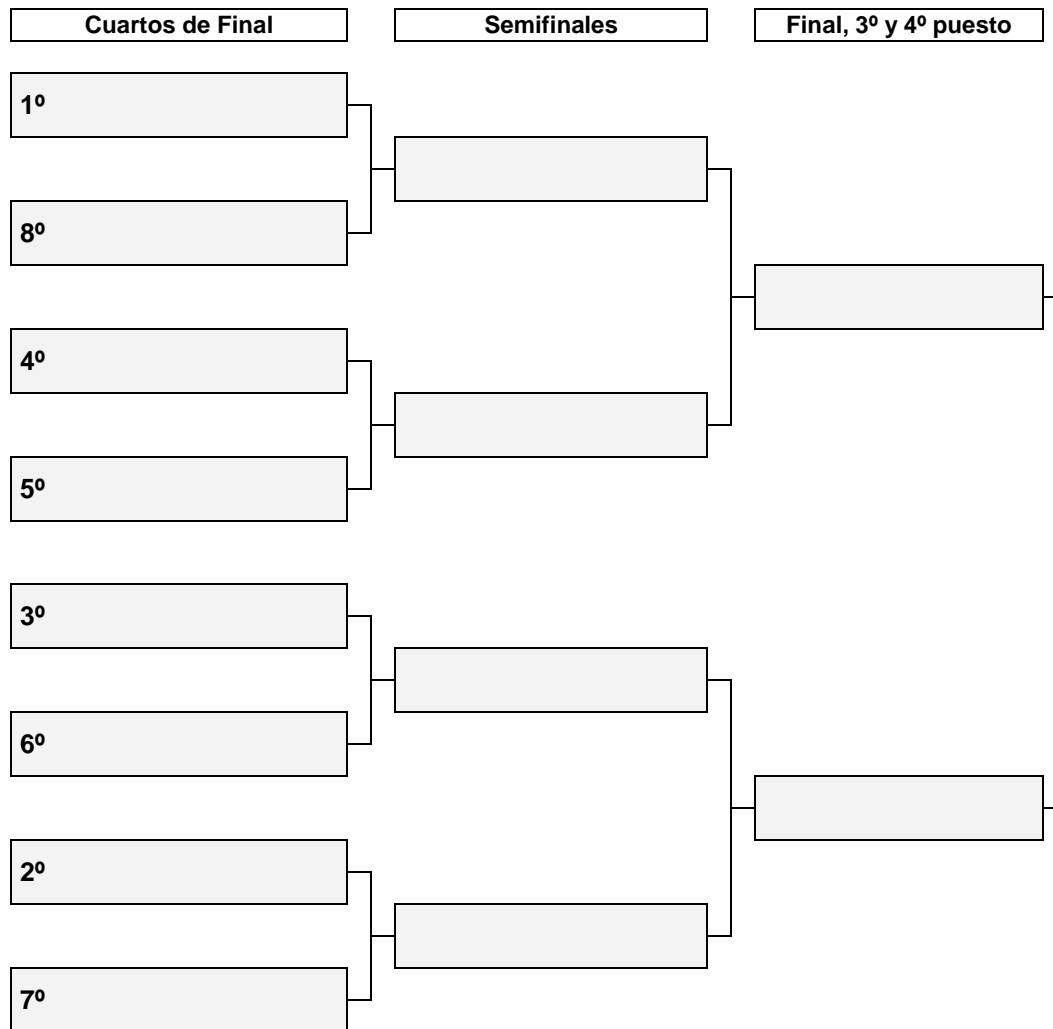 Cuartos de Final
Semifinales
Final, 3º y 4º puesto
1º
8º
4º
5º
3º
6º
2º
7º